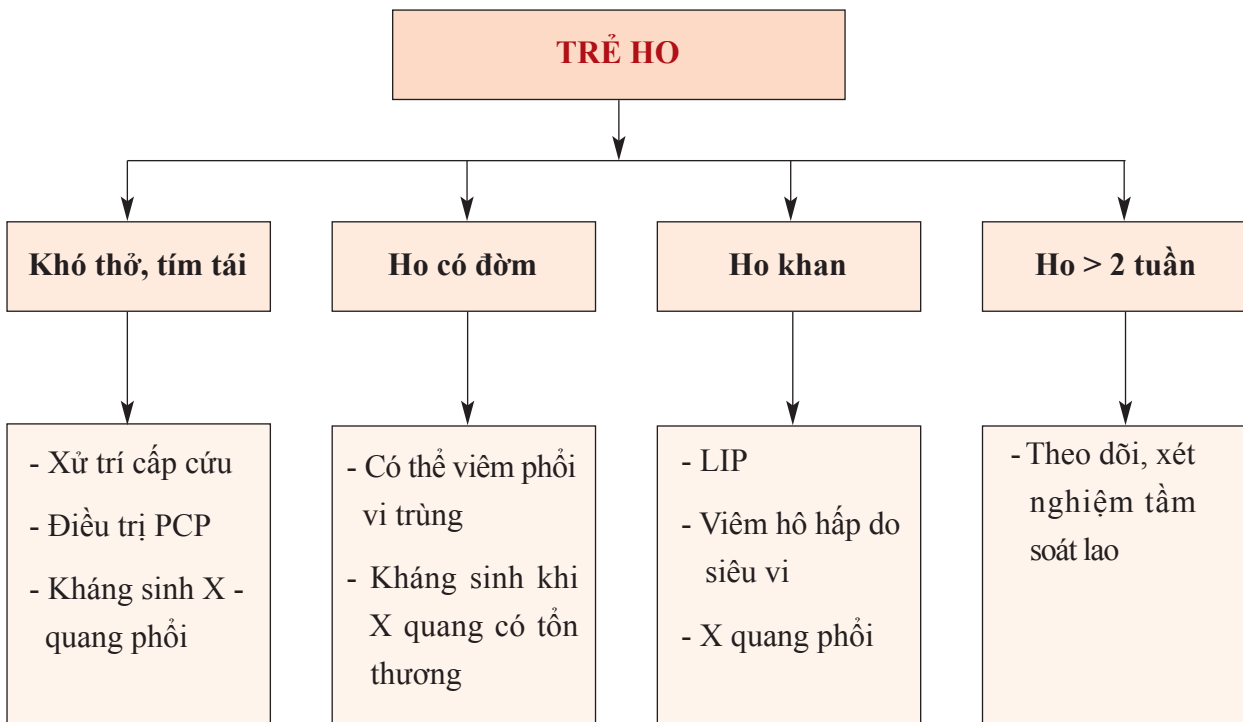 TRẺ HO
Khó thở, tím tái
Ho có đờm
Ho khan
Ho > 2 tuần
- Xử trí cấp cứu
- Điều trị PCP
- Kháng sinh X -
quang phổi
- Có thể viêm phổi
vi trùng
- Kháng sinh khi
X quang có tổn
thương
- LIP
- Viêm hô hấp do
siêu vi
- X quang phổi
- Theo dõi, xét
nghiệm tầm
soát lao